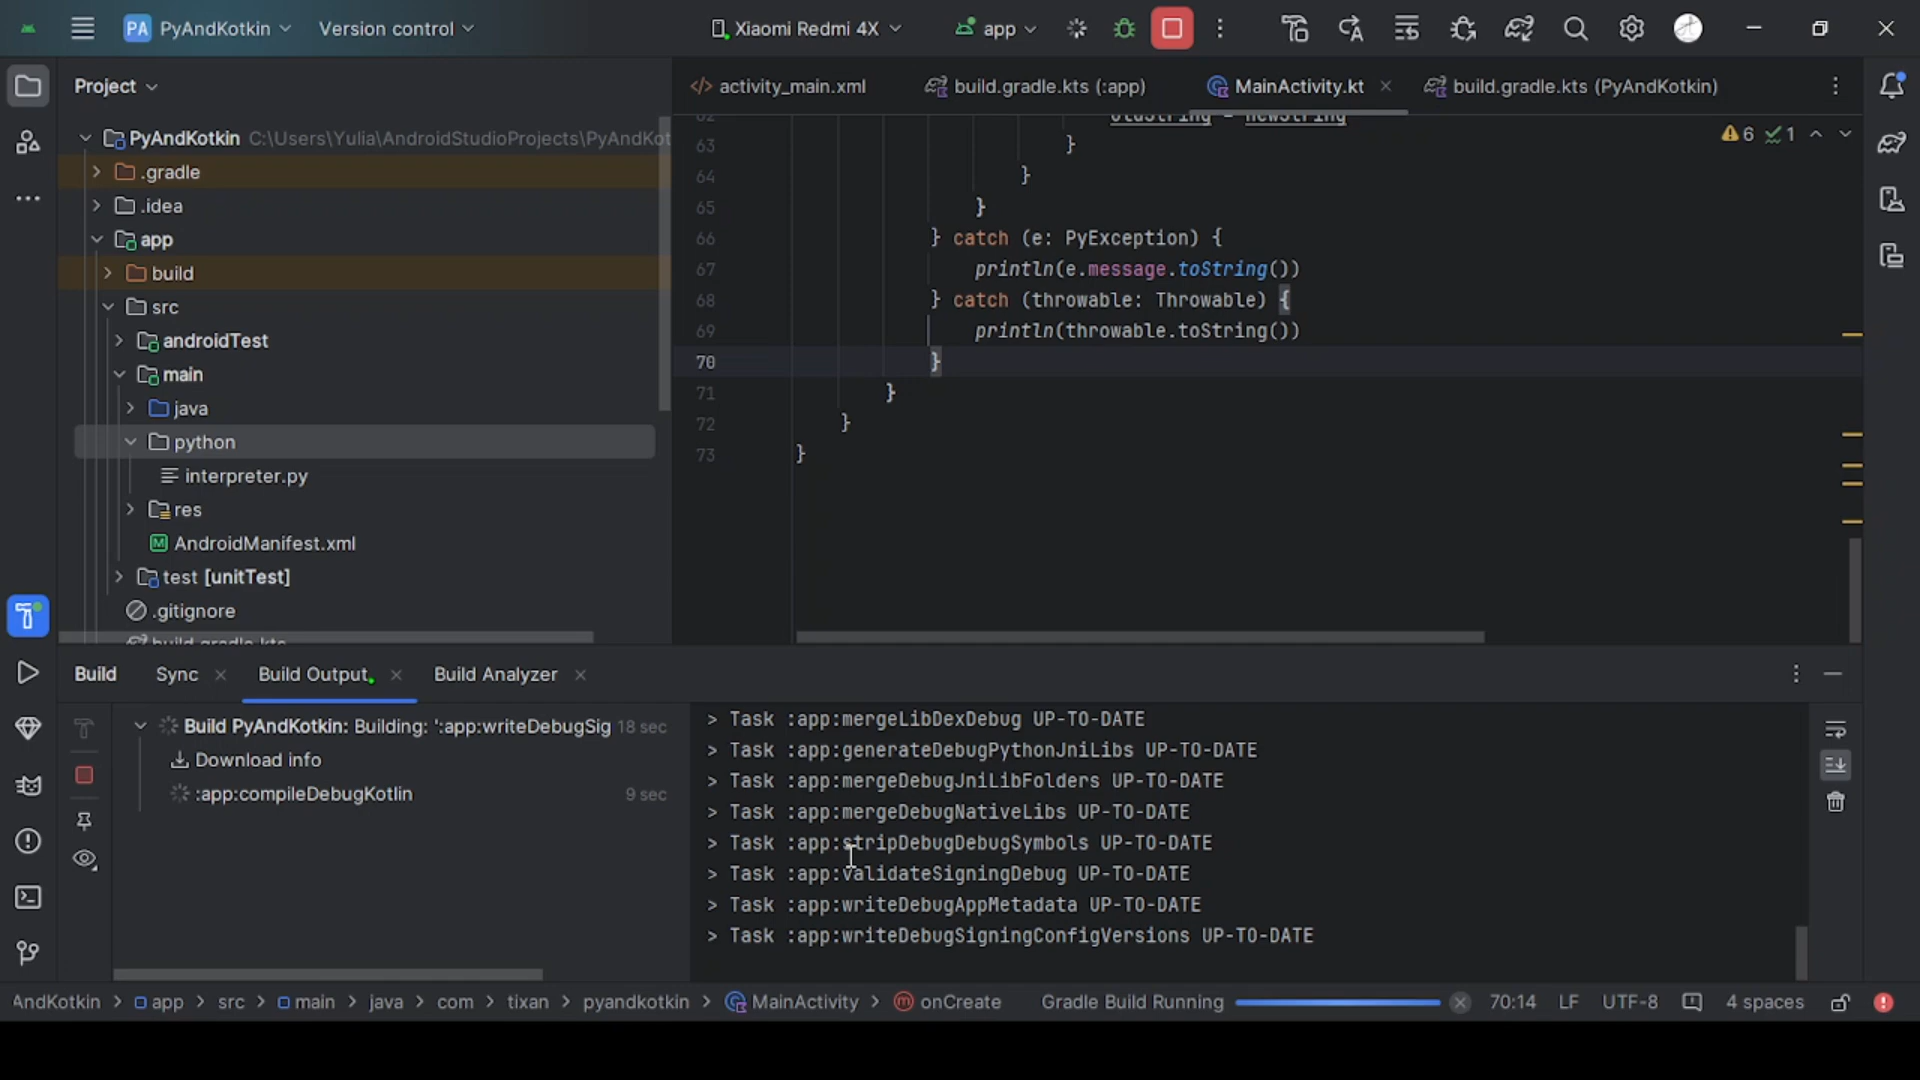 PA PyAndKotkin Version control Xiaomi Redmi 4X app
Project
PyAndKotkin C:\Users\Yulia\AndroidStudioProjects\PyAndKot
.gradle
.idea
app
build
src
androidTest
main
java
python
interpreter.py
res
AndroidManifest.xml
test [unitTest]
.gitignore
build.gradle.kts
activity_main.xml build.gradle.kts (:app) MainActivity.kt build.gradle.kts (PyAndKotkin)
6 1
62 oldString = newString
63 }
64 }
65 }
66 } catch (e: PyException) {
67 println(e.message.toString())
68 } catch (throwable: Throwable) {
69 println(throwable.toString())
70 }
71 }
72 }
73 }
Build Sync Build Output Build Analyzer
Build PyAndKotkin: Building: ':app:writeDebugSig 18 sec
Download info
:app:compileDebugKotlin 9 sec
> Task :app:mergeLibDexDebug UP-TO-DATE
> Task :app:generateDebugPythonJniLibs UP-TO-DATE
> Task :app:mergeDebugJniLibFolders UP-TO-DATE
> Task :app:mergeDebugNativeLibs UP-TO-DATE
> Task :app:stripDebugDebugSymbols UP-TO-DATE
> Task :app:validateSigningDebug UP-TO-DATE
> Task :app:writeDebugAppMetadata UP-TO-DATE
> Task :app:writeDebugSigningConfigVersions UP-TO-DATE
AndKotkin > app > src > main > java > com > tixan > pyandkotkin > MainActivity > onCreate Gradle Build Running 70:14 LF UTF-8 4 spaces